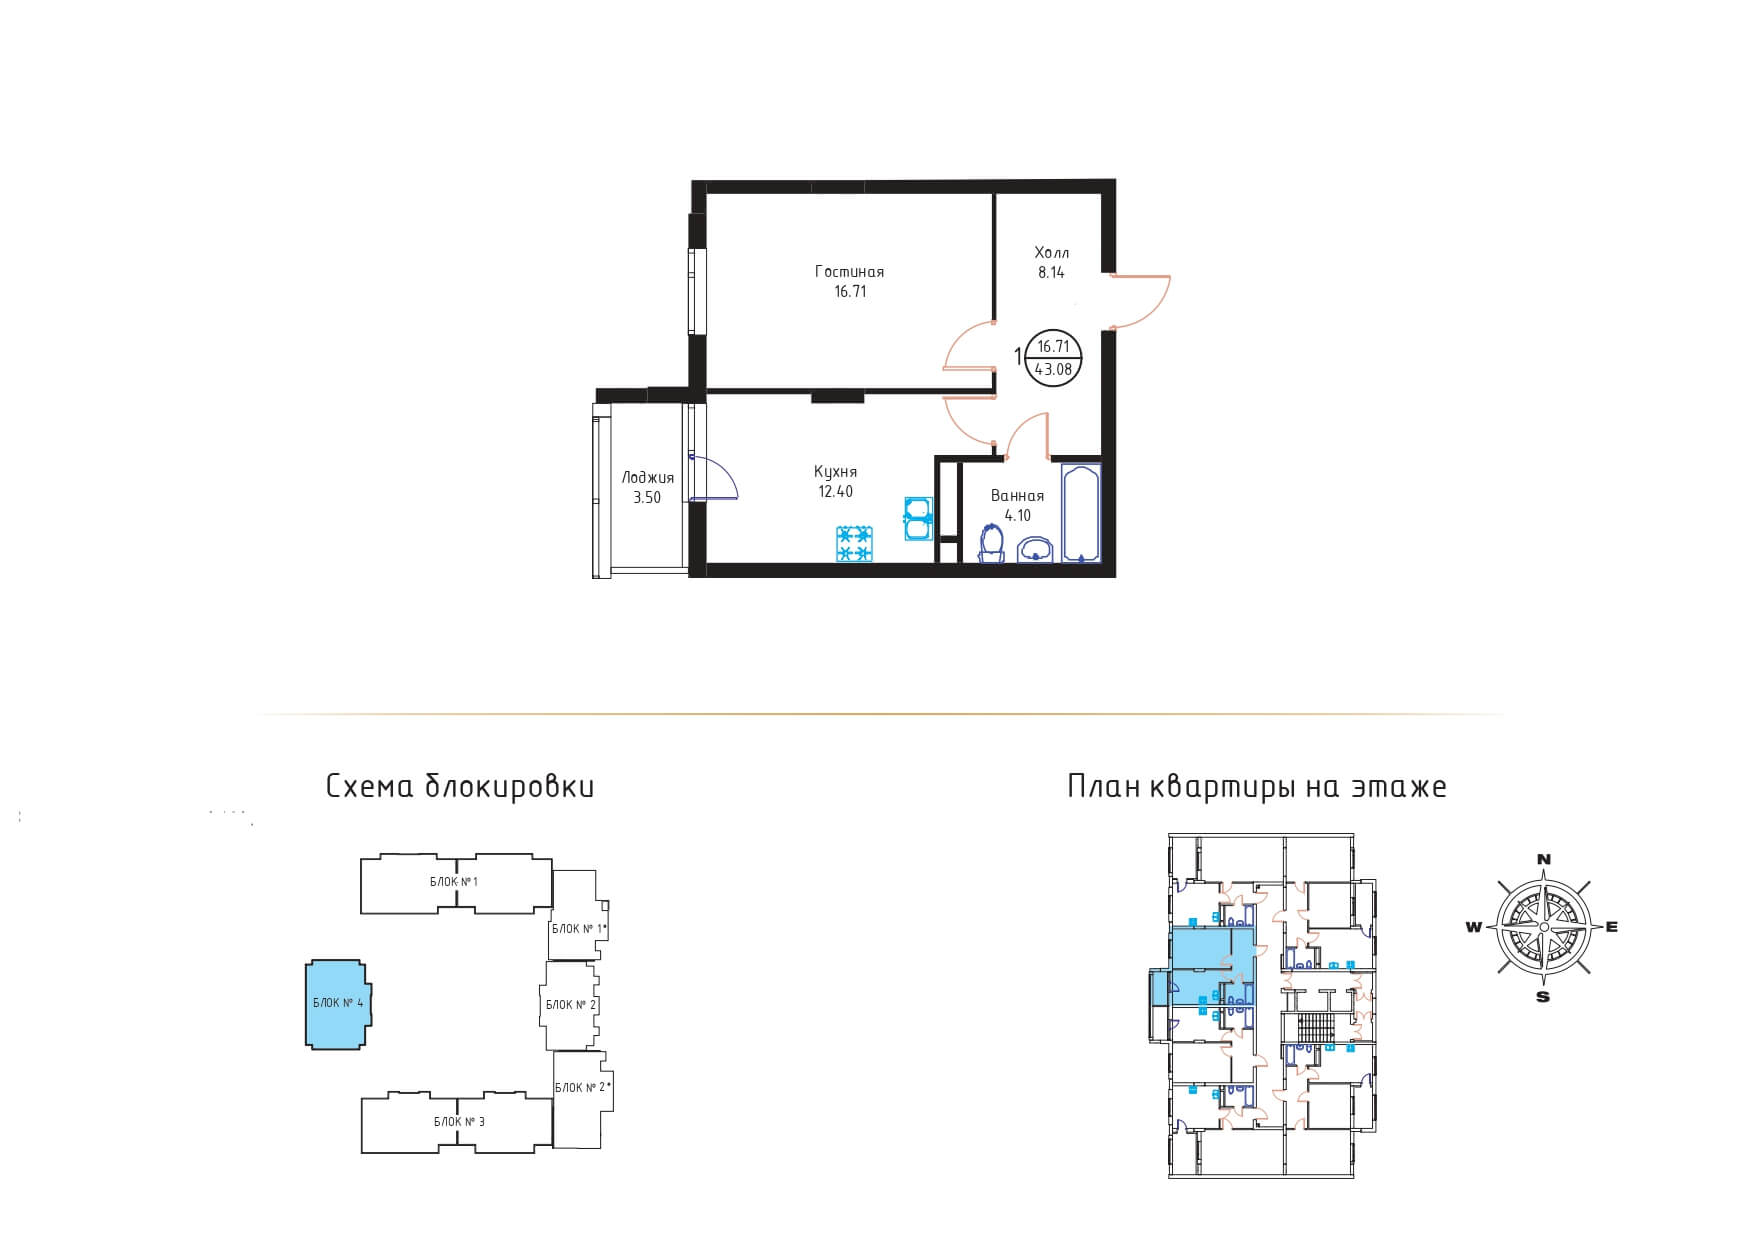 Гостиная
16.71
Холл
8.14
1
16.71
43.08
Лоджия
3.50
Кухня
12.40
Ванная
4.10
Схема блокировки
План квартиры на этаже
БЛОК № 1
БЛОК № 1*
БЛОК № 4
БЛОК № 2
БЛОК № 2*
БЛОК № 3
N
W
E
S